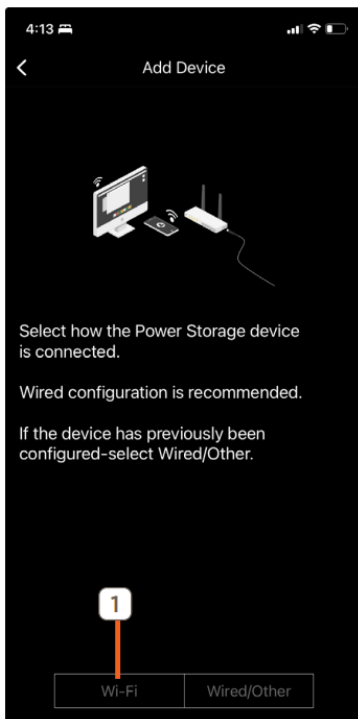 4:13
Add Device
Select how the Power Storage device
is connected.
Wired configuration is recommended.
If the device has previously been
configured-select Wired/Other.
1
Wi-Fi Wired/Other